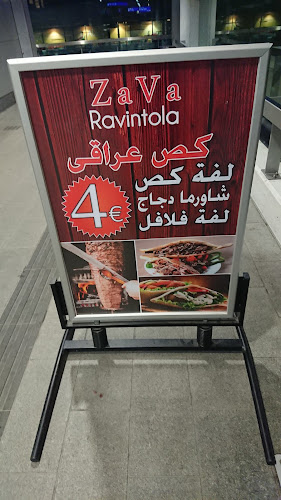 ZaVa
Ravintola
كص عراقي
لفة كص
شاورما دجاج
لفة فلافل
4€